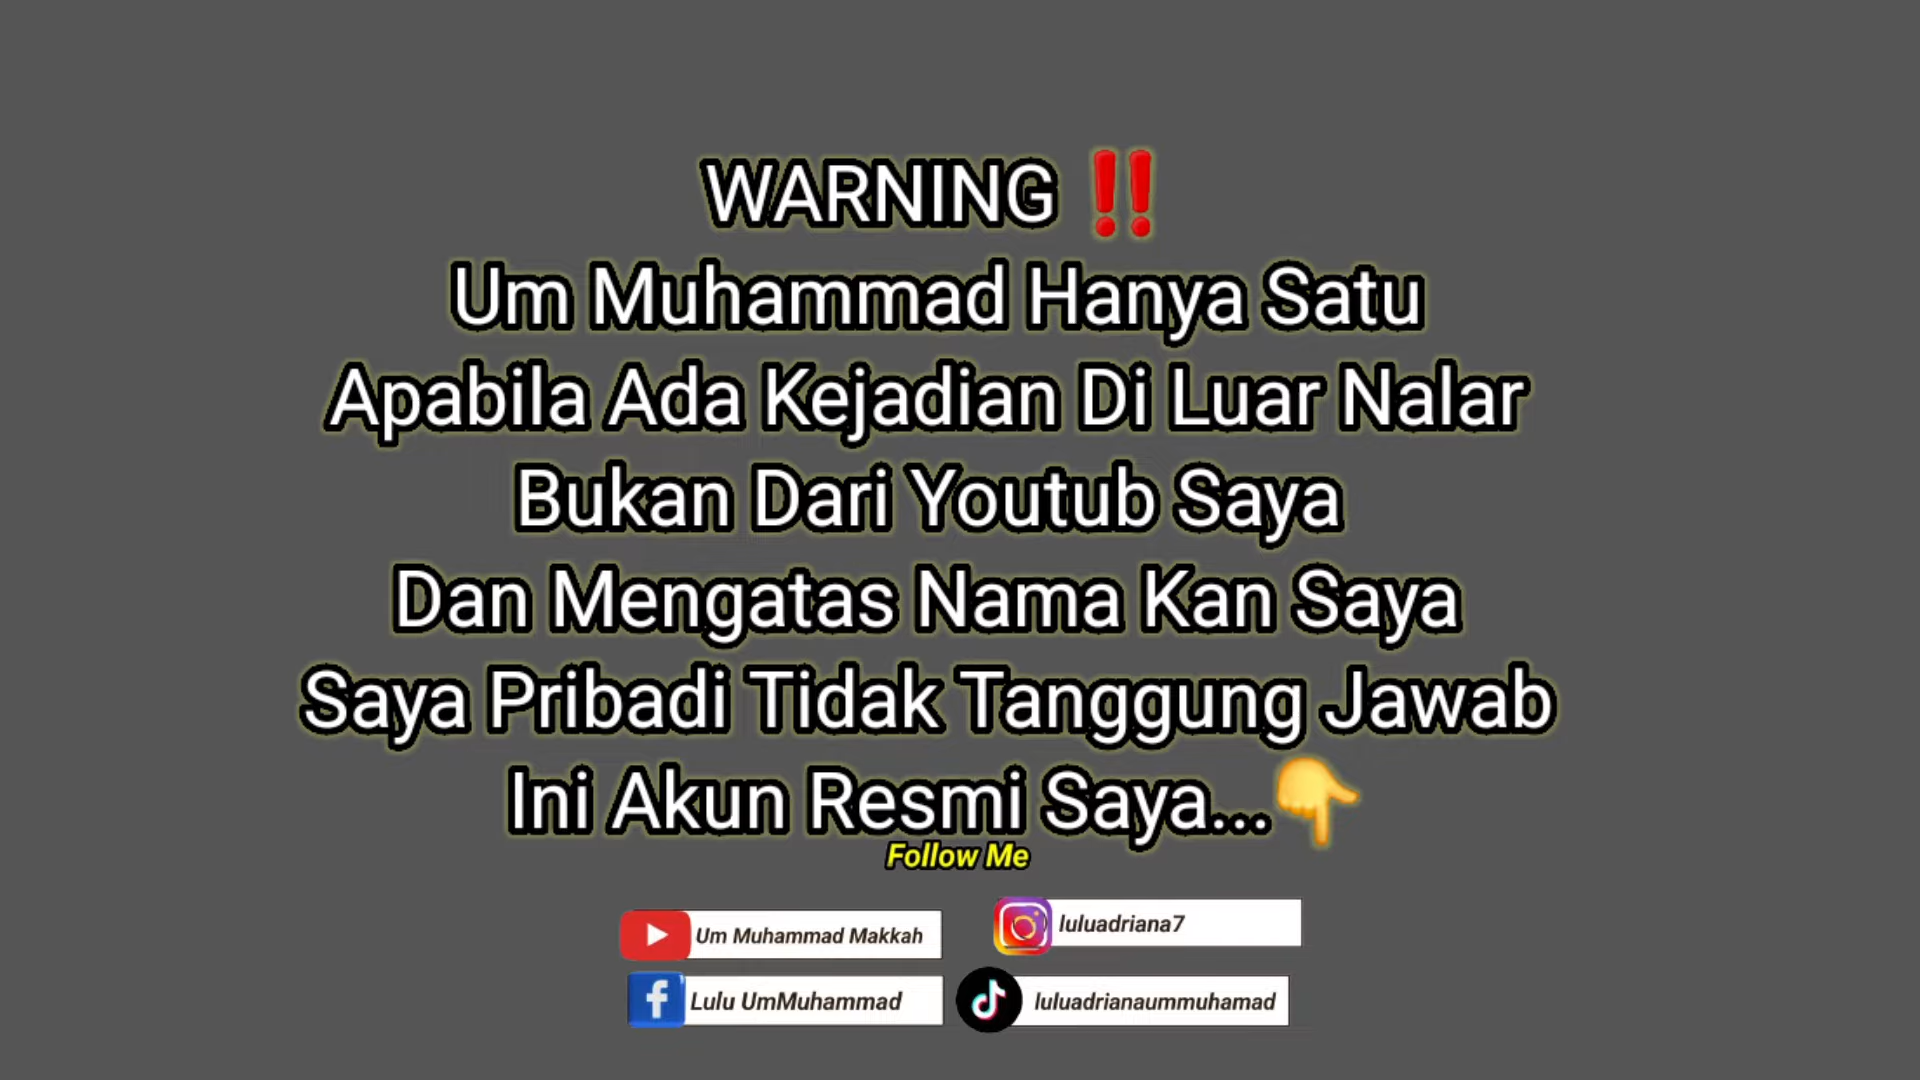 WARNING ‼️
Um Muhammad Hanya Satu
Apabila Ada Kejadian Di Luar Nalar
Bukan Dari Youtub Saya
Dan Mengatas Nama Kan Saya
Saya Pribadi Tidak Tanggung Jawab
Ini Akun Resmi Saya...👇
Follow Me
Um Muhammad Makkah
luluadriana7
Lulu UmMuhammad
luluadrianaummuhamad